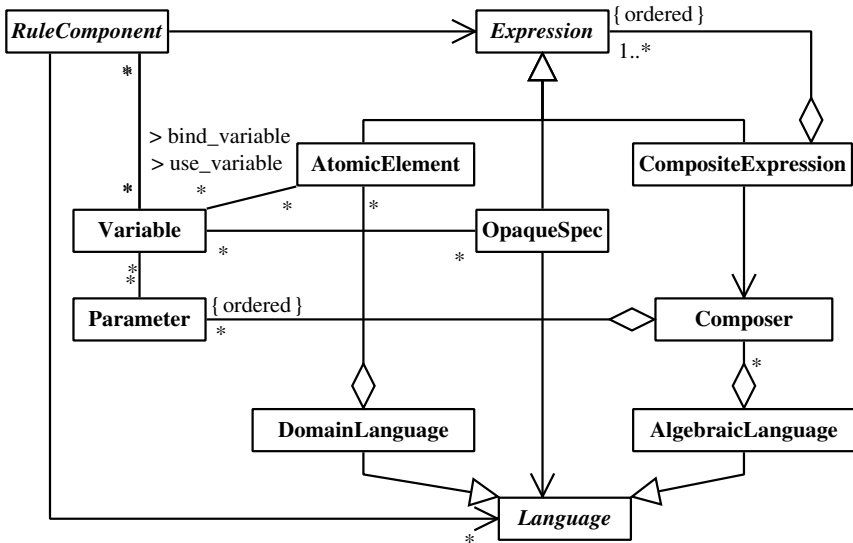 RuleComponent
Expression
{ ordered }
1..*
*
> bind_variable
> use_variable
*
AtomicElement
CompositeExpression
*
*
*
Variable
OpaqueSpec
*
*
*
*
Parameter
{ ordered }
*
Composer
*
DomainLanguage
AlgebraicLanguage
Language
*